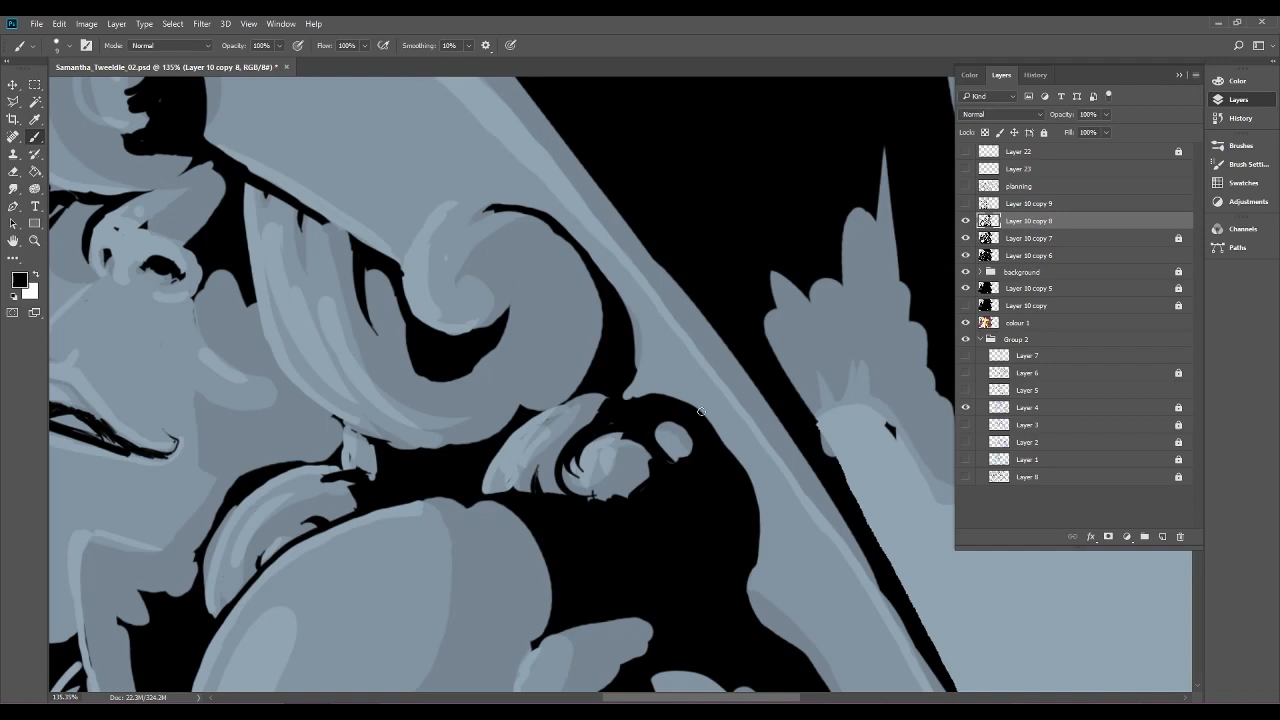 Ps File Edit Image Layer Type Select Filter 3D View Window Help
9 Mode: Normal Opacity: 100% Flow: 100% Smoothing: 10%
Samantha_Tweeldle_02.psd @ 135% (Layer 10 copy 8, RGB/8#) * ×
Color Layers History
Kind
Normal Opacity: 100%
Lock: Fill: 100%
Layer 22
Layer 23
planning
Layer 10 copy 9
Layer 10 copy 8
Layer 10 copy 7
Layer 10 copy 6
background
Layer 10 copy 5
Layer 10 copy
colour 1
Group 2
Layer 7
Layer 6
Layer 5
Layer 4
Layer 3
Layer 2
Layer 1
Layer 8
fx
Color
Layers
History
Brushes
Brush Setti...
Swatches
Adjustments
Channels
Paths
135.35% Doc: 22.3M/324.2M